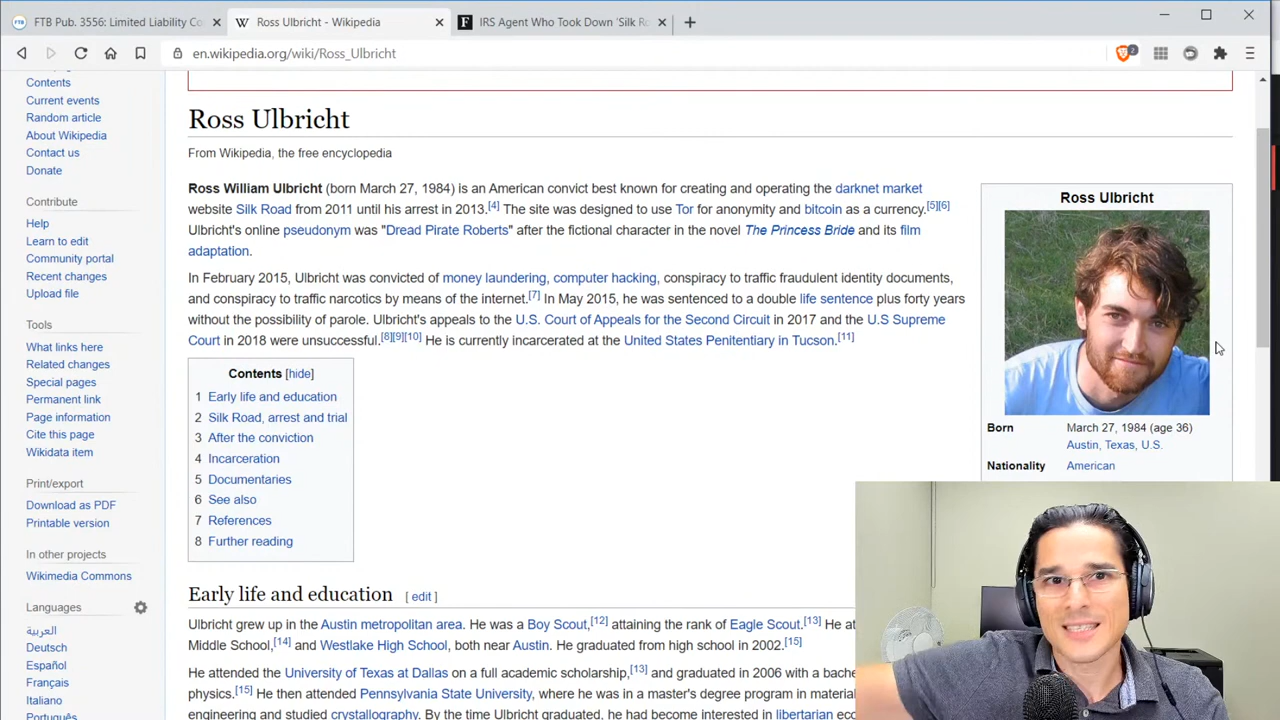 FTB Pub. 3556: Limited Liability Co
Ross Ulbricht - Wikipedia
IRS Agent Who Took Down 'Silk Ro
en.wikipedia.org/wiki/Ross_Ulbricht
2
Contents
Current events
Random article
About Wikipedia
Contact us
Donate
Contribute
Help
Learn to edit
Community portal
Recent changes
Upload file
Tools
What links here
Related changes
Special pages
Permanent link
Page information
Cite this page
Wikidata item
Print/export
Download as PDF
Printable version
In other projects
Wikimedia Commons
Languages
العربية
Deutsch
Español
Français
Italiano
Português
Ross Ulbricht
From Wikipedia, the free encyclopedia
Ross William Ulbricht (born March 27, 1984) is an American convict best known for creating and operating the darknet market
website Silk Road from 2011 until his arrest in 2013.[4] The site was designed to use Tor for anonymity and bitcoin as a currency.[5][6]
Ulbricht's online pseudonym was "Dread Pirate Roberts" after the fictional character in the novel The Princess Bride and its film
adaptation.
In February 2015, Ulbricht was convicted of money laundering, computer hacking, conspiracy to traffic fraudulent identity documents,
and conspiracy to traffic narcotics by means of the internet.[7] In May 2015, he was sentenced to a double life sentence plus forty years
without the possibility of parole. Ulbricht's appeals to the U.S. Court of Appeals for the Second Circuit in 2017 and the U.S Supreme
Court in 2018 were unsuccessful.[8][9][10] He is currently incarcerated at the United States Penitentiary in Tucson.[11]
Contents [hide]
1 Early life and education
2 Silk Road, arrest and trial
3 After the conviction
4 Incarceration
5 Documentaries
6 See also
7 References
8 Further reading
Ross Ulbricht
Born March 27, 1984 (age 36)
Austin, Texas, U.S.
Nationality American
Early life and education [ edit ]
Ulbricht grew up in the Austin metropolitan area. He was a Boy Scout,[12] attaining the rank of Eagle Scout.[13] He at
Middle School,[14] and Westlake High School, both near Austin. He graduated from high school in 2002.[15]
He attended the University of Texas at Dallas on a full academic scholarship,[13] and graduated in 2006 with a bache
physics.[15] He then attended Pennsylvania State University, where he was in a master's degree program in material
engineering and studied crystallography. By the time Ulbricht graduated, he had become interested in libertarian eco